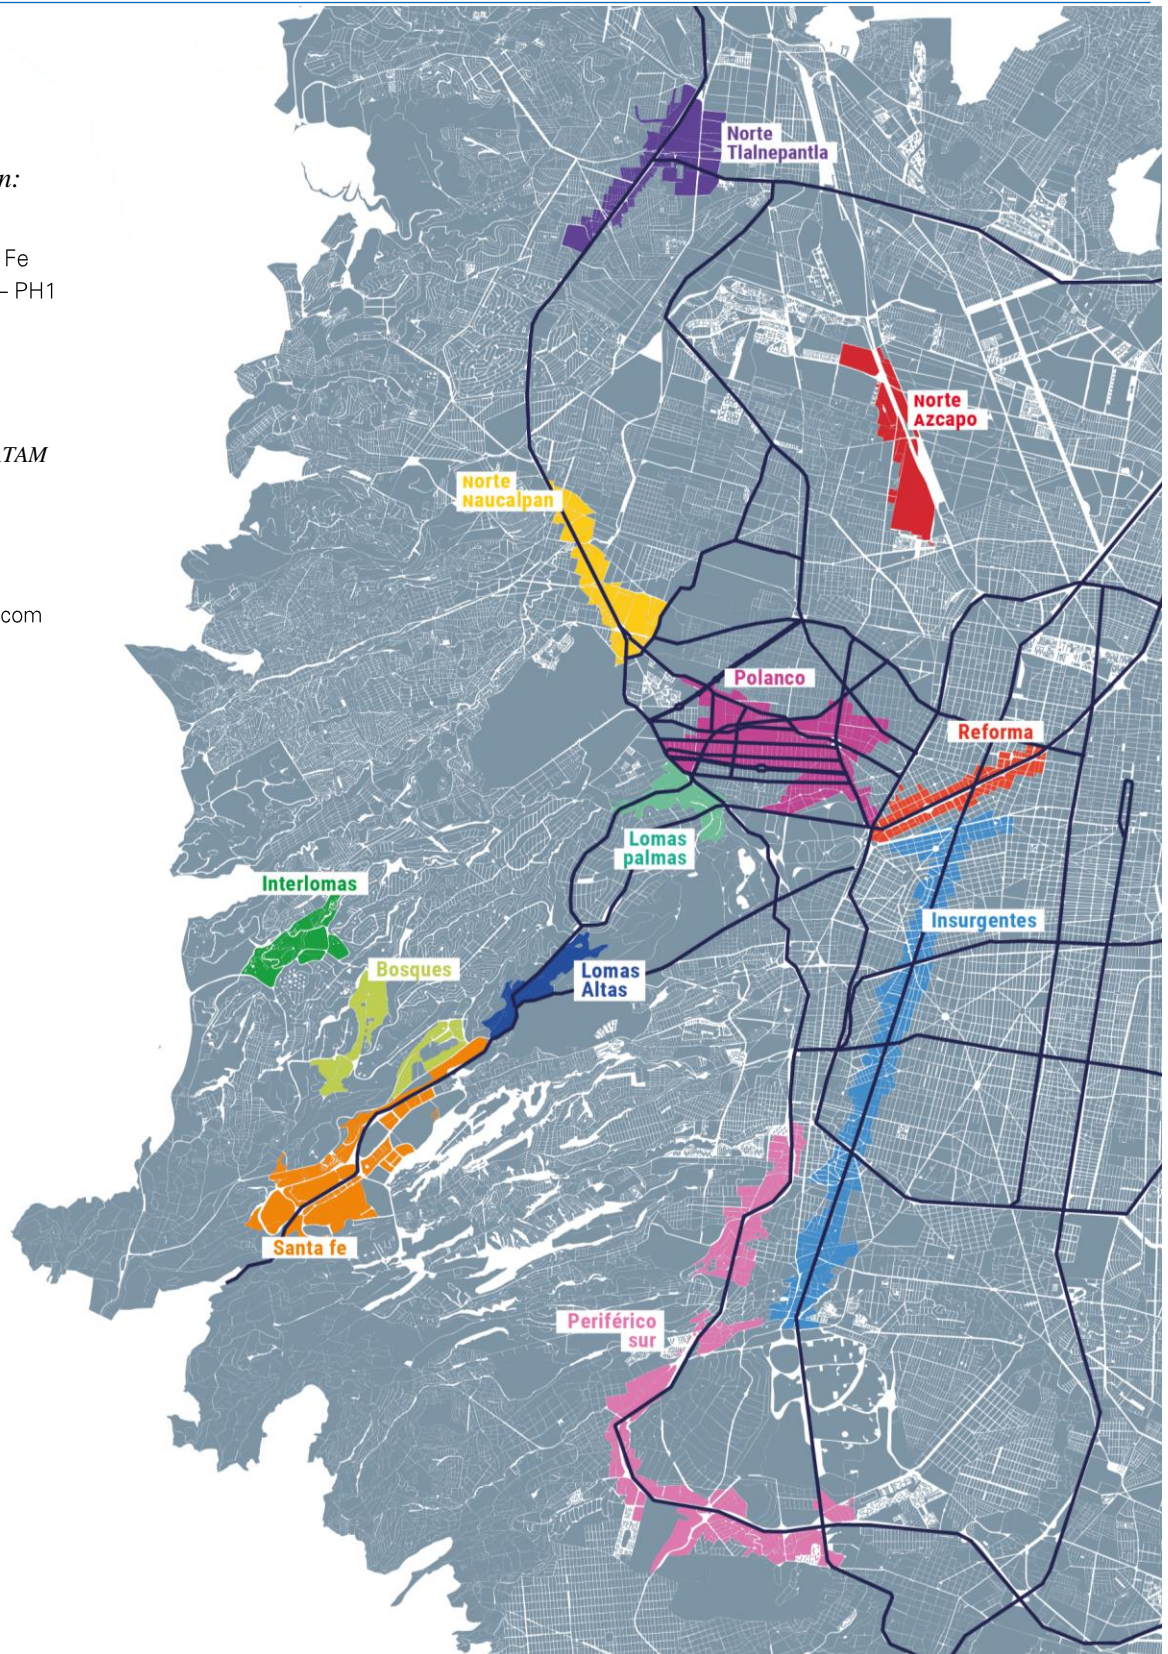 n:
Fe
– PH1
TAM
com
Norte
Tlalnepantla
Norte
Azcapo
Norte
Naucalpan
Polanco
Reforma
Lomas
palmas
Interlomas
Insurgentes
Bosques
Lomas
Altas
Santa fe
Periférico
sur